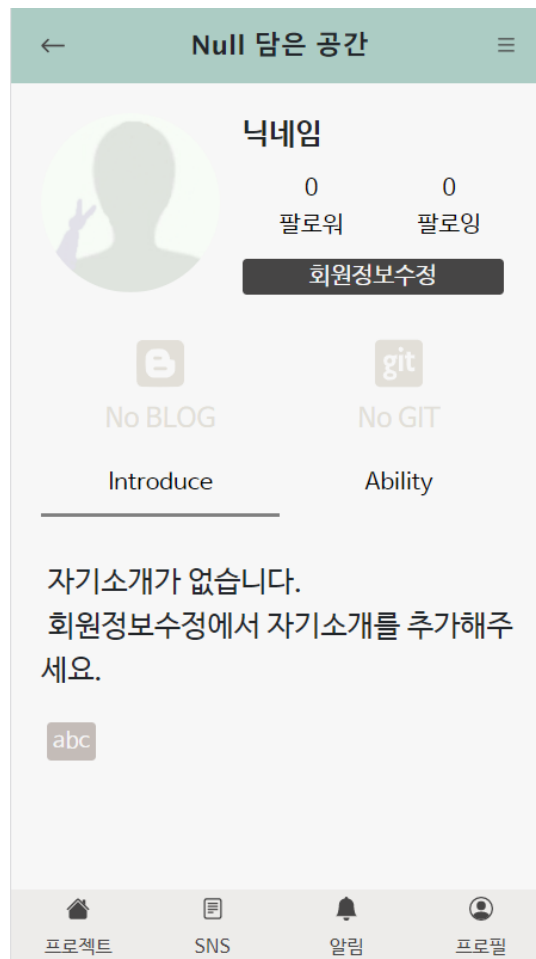 Null 담은 공간
닉네임
0 0
팔로워 팔로잉
회원정보수정
git
No BLOG No GIT
Introduce Ability
자기소개가 없습니다.
회원정보수정에서 자기소개를 추가해주
세요.
abc
프로젝트 SNS 알림 프로필